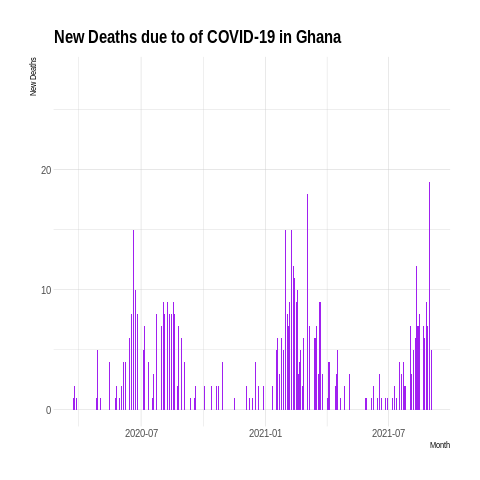 New Deaths due to of COVID-19 in Ghana
New Deaths
20
10
0
2020-07
2021-01
2021-07
Month